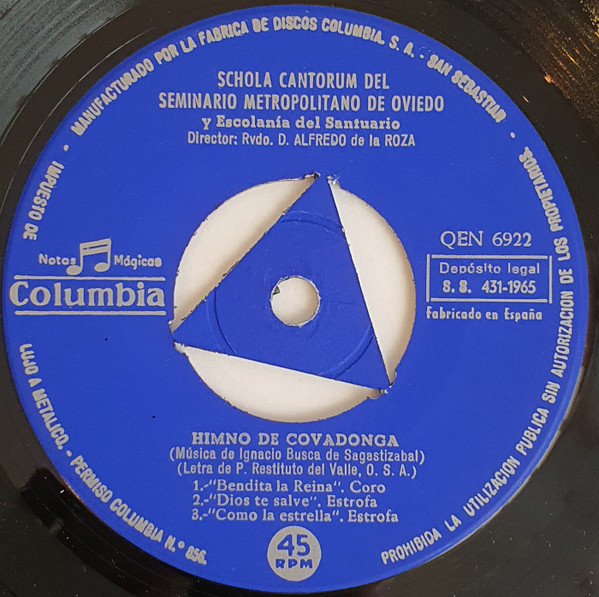 MANUFACTURADO POR LA FABRICA DE DISCOS COLUMBIA, S. A. - SAN SEBASTIAN -
PROHIBIDA LA UTILIZACION PUBLICA SIN AUTORIZACION DE LOS PROPIETARIOS.
IMPUESTO DE LUJO A METALICO. - PERMISO COLUMBIA N.º 856.
SCHOLA CANTORUM DEL
SEMINARIO METROPOLITANO DE OVIEDO
y Escolanía del Santuario
Director: Rvdo. D. ALFREDO de la ROZA
Notas Mágicas
Columbia
QEN 6922
Depósito legal
S.S. 431-1965
Fabricado en España
HIMNO DE COVADONGA
(Música de Ignacio Busca de Sagastizabal)
(Letra de P. Restituto del Valle, O. S. A.)
1.-"Bendita la Reina". Coro
2.-"Dios te salve". Estrofa
3.-"Como la estrella". Estrofa
45
RPM